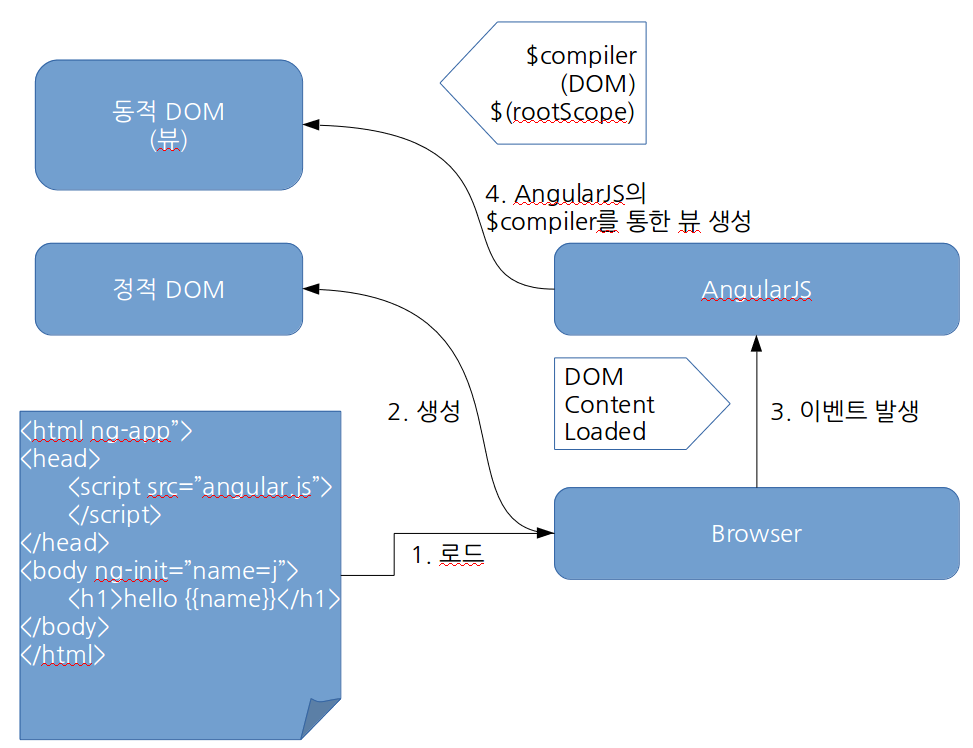 $compiler
(DOM)
$(rootScope)
동적 DOM
(뷰)
4. AngularJS의
$compiler를 통한 뷰 생성
정적 DOM
AngularJS
DOM
Content
Loaded
3. 이벤트 발생
2. 생성
<html ng-app”>
<head>
<script src=”angular.js”>
</script>
</head>
<body ng-init=”name=j”>
<h1>hello {{name}}</h1>
</body>
</html>
1. 로드
Browser